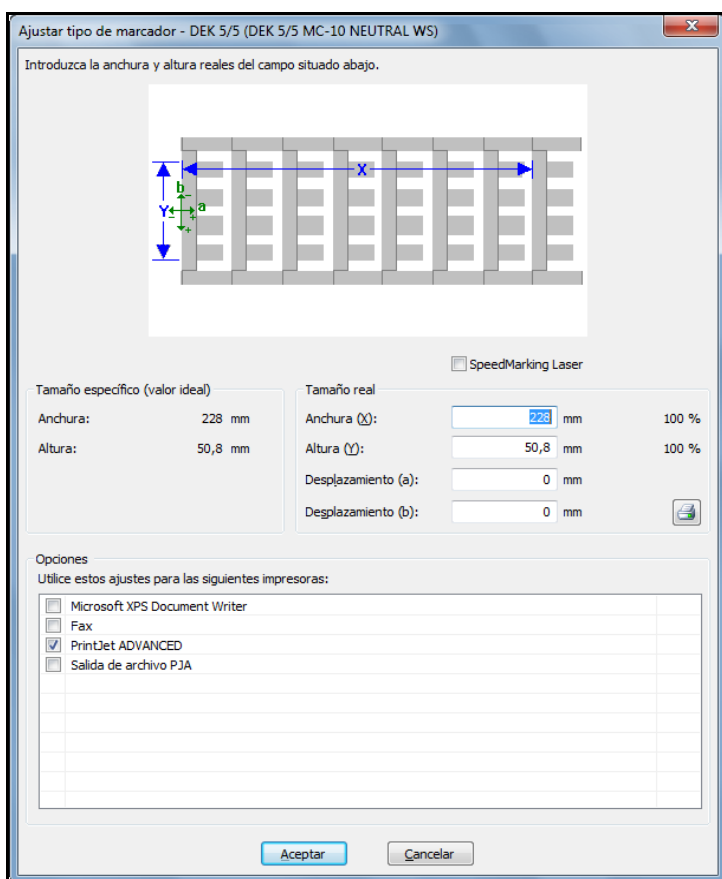 Ajustar tipo de marcador - DEK 5/5 (DEK 5/5 MC-10 NEUTRAL WS)
Introduzca la anchura y altura reales del campo situado abajo.
X
b
-
Y
a
-
+
+
SpeedMarking Laser
Tamaño específico (valor ideal)
Anchura: 228 mm
Altura: 50,8 mm
Tamaño real
Anchura (X): 228 mm 100 %
Altura (Y): 50,8 mm 100 %
Desplazamiento (a): 0 mm
Desplazamiento (b): 0 mm
Opciones
Utilice estos ajustes para las siguientes impresoras:
Microsoft XPS Document Writer
Fax
PrintJet ADVANCED
Salida de archivo PJA
Aceptar
Cancelar